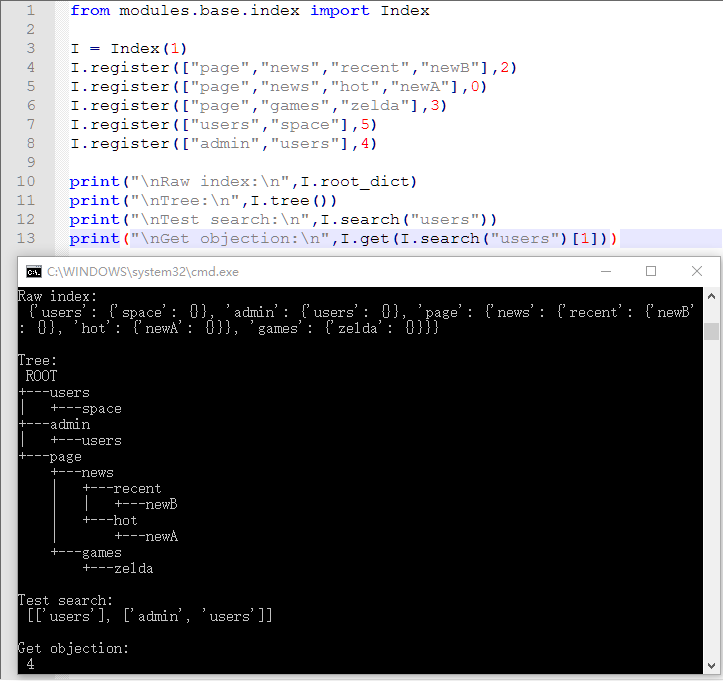 1 from modules.base.index import Index
2
3 I = Index(1)
4 I.register(["page","news","recent","newB"],2)
5 I.register(["page","news","hot","newA"],0)
6 I.register(["page","games","zelda"],3)
7 I.register(["users","space"],5)
8 I.register(["admin","users"],4)
9
10 print("\nRaw index:\n",I.root_dict)
11 print("\nTree:\n",I.tree())
12 print("\nTest search:\n",I.search("users"))
13 print("\nGet objection:\n",I.get(I.search("users")[1]))
C:\WINDOWS\system32\cmd.exe
Raw index:
 {'users': {'space': {}}, 'admin': {'users': {}}, 'page': {'news': {'recent': {'newB'
: {}}, 'hot': {'newA': {}}}, 'games': {'zelda': {}}}}
Tree:
 ROOT
+---users
|   +---space
+---admin
|   +---users
+---page
    +---news
    |   +---recent
    |   |   +---newB
    |   +---hot
    |       +---newA
    +---games
        +---zelda
Test search:
 [['users'], ['admin', 'users']]
Get objection:
 4